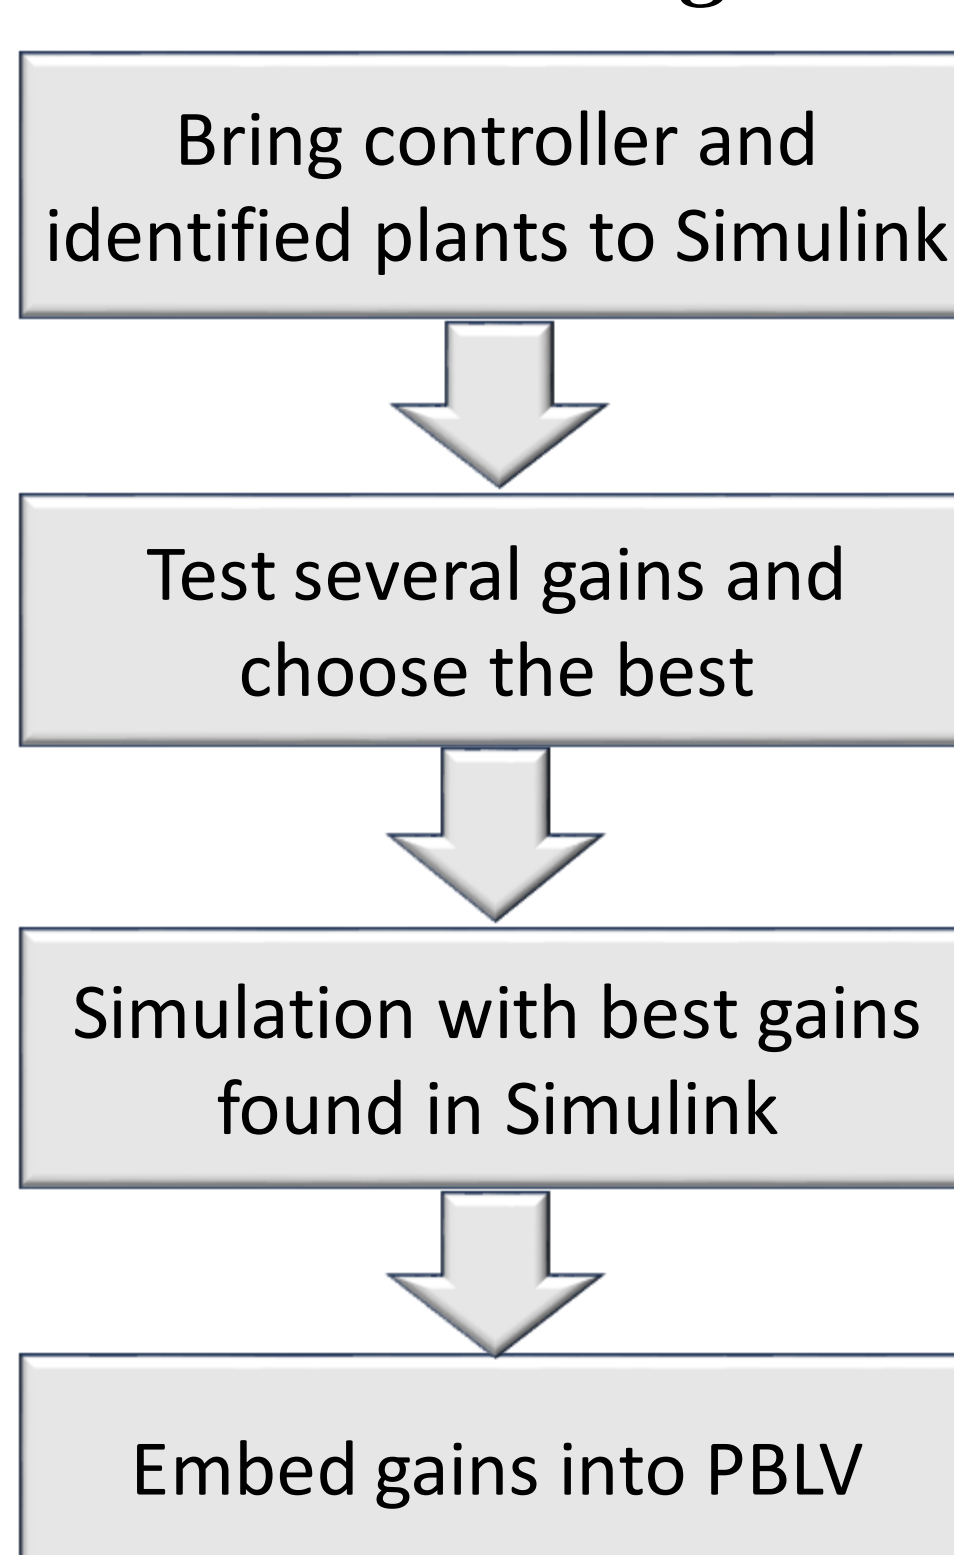 Bring controller and
identified plants to Simulink
Test several gains and
choose the best
Simulation with best gains
found in Simulink
Embed gains into PBLV